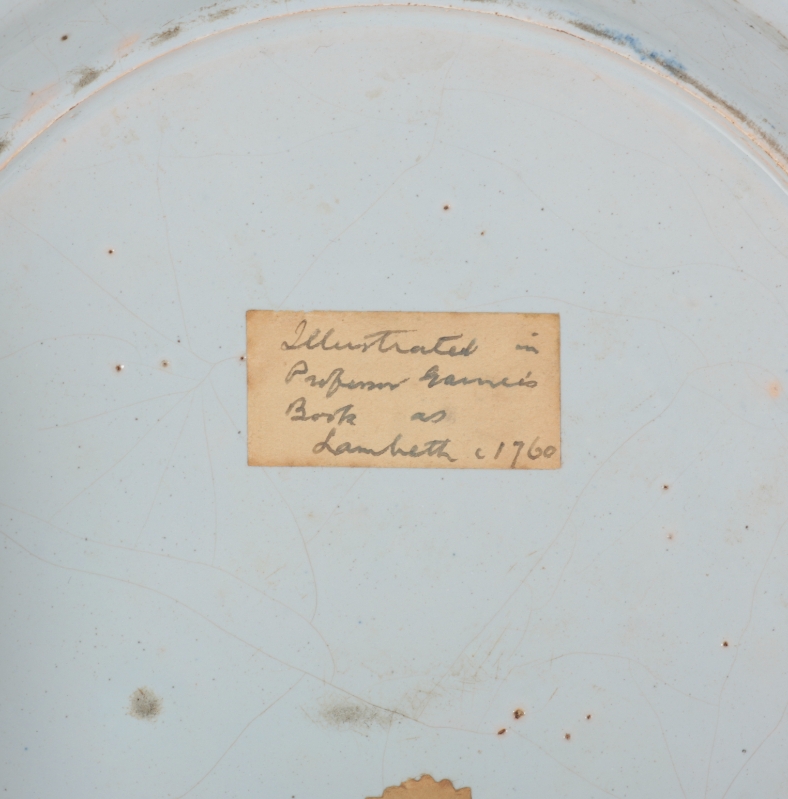 Illustrated in
Professor Garner's
Book as
Lambeth c1760